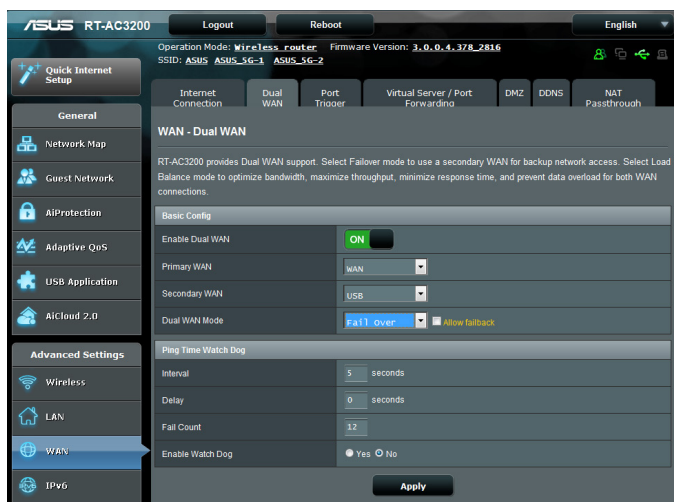 ASUS RT-AC3200 Logout Reboot English
Operation Mode: Wireless router Firmware Version: 3.0.0.4.378_2816
SSID: ASUS ASUS_5G-1 ASUS_5G-2
Quick Internet Setup
General
Network Map
Guest Network
AiProtection
Adaptive QoS
USB Application
AiCloud 2.0
Advanced Settings
Wireless
LAN
WAN
IPv6
Internet Connection Dual WAN Port Trigger Virtual Server / Port Forwarding DMZ DDNS NAT Passthrough
WAN - Dual WAN
RT-AC3200 provides Dual WAN support. Select Failover mode to use a secondary WAN for backup network access. Select Load
Balance mode to optimize bandwidth, maximize throughput, minimize response time, and prevent data overload for both WAN
connections.
Basic Config
Enable Dual WAN ON
Primary WAN WAN
Secondary WAN USB
Dual WAN Mode Fail Over Allow failback
Ping Time Watch Dog
Interval 5 seconds
Delay 0 seconds
Fail Count 12
Enable Watch Dog Yes No
Apply